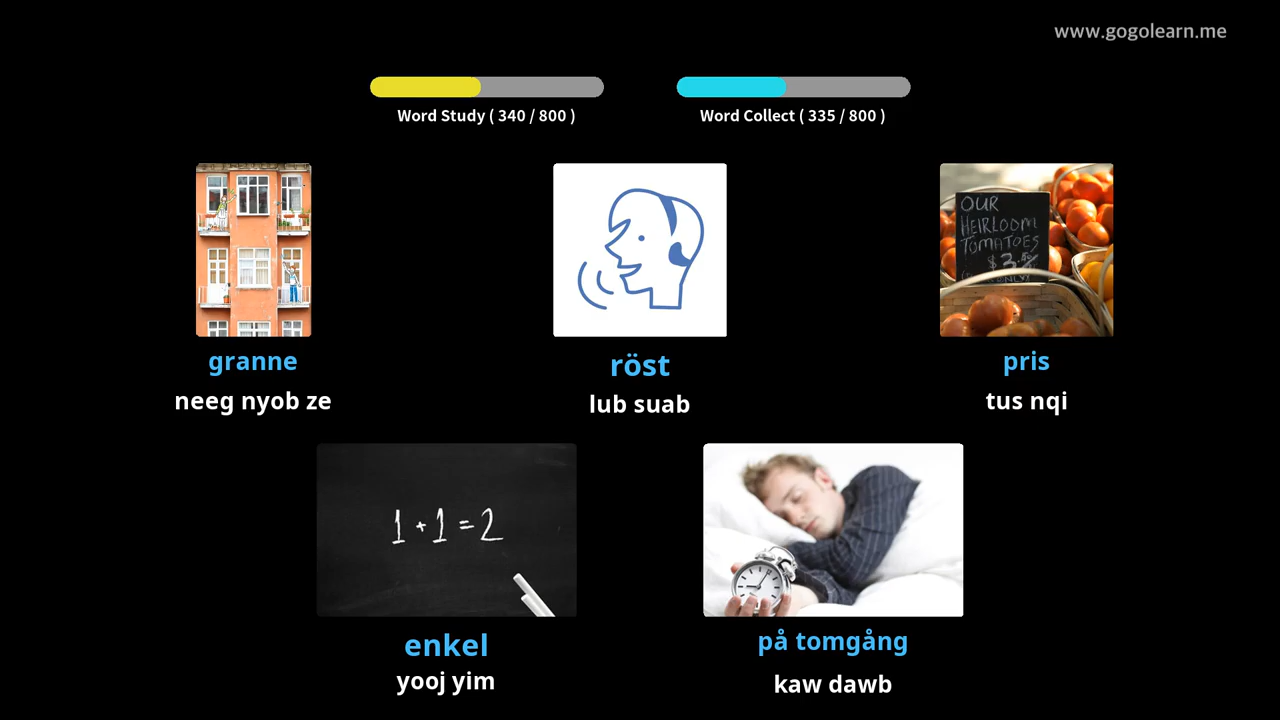 www.gogolearn.me
Word Study ( 340 / 800 )
Word Collect ( 335 / 800 )
OUR
HEIRLOOM
TOMATOES
granne
neeg nyob ze
röst
lub suab
pris
tus nqi
1 + 1 = 2
enkel
yooj yim
på tomgång
kaw dawb